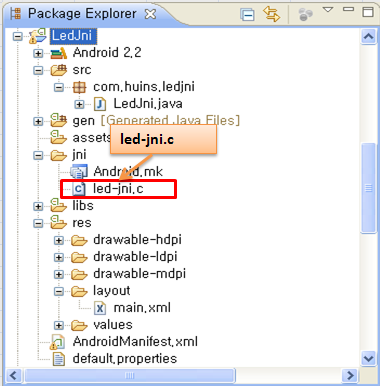 Package Explorer
LedJni
Android 2.2
src
com.huins.ledjni
LedJni.java
gen [Generated Java Files]
assets
led-jni.c
jni
Android.mk
led-jni.c
libs
res
drawable-hdpi
drawable-ldpi
drawable-mdpi
layout
main.xml
values
AndroidManifest.xml
default.properties